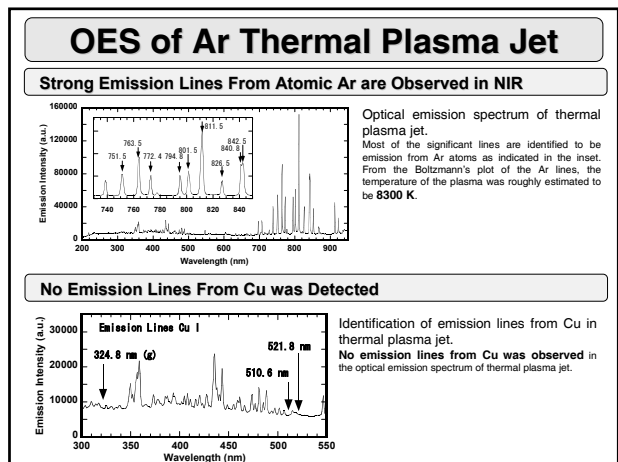 OES of Ar Thermal Plasma Jet
Strong Emission Lines From Atomic Ar are Observed in NIR
160000
120000
80000
40000
0
Emission Intensity (a.u.)
811.5
763.5
842.5
840.8
751.5
772.4
794.8
801.5
826.5
740 760 780 800 820 840
200 300 400 500 600 700 800 900
Wavelength (nm)
Optical emission spectrum of thermal
plasma jet.
Most of the significant lines are identified to be
emission from Ar atoms as indicated in the inset.
From the Boltzmann's plot of the Ar lines, the
temperature of the plasma was roughly estimated to
be 8300 K.
No Emission Lines From Cu was Detected
30000
20000
10000
0
Emission Intensity (a.u.)
Emission Lines Cu I
324.8 nm (g)
521.8 nm
510.6 nm
300 350 400 450 500 550
Wavelength (nm)
Identification of emission lines from Cu in
thermal plasma jet.
No emission lines from Cu was observed in
the optical emission spectrum of thermal plasma jet.